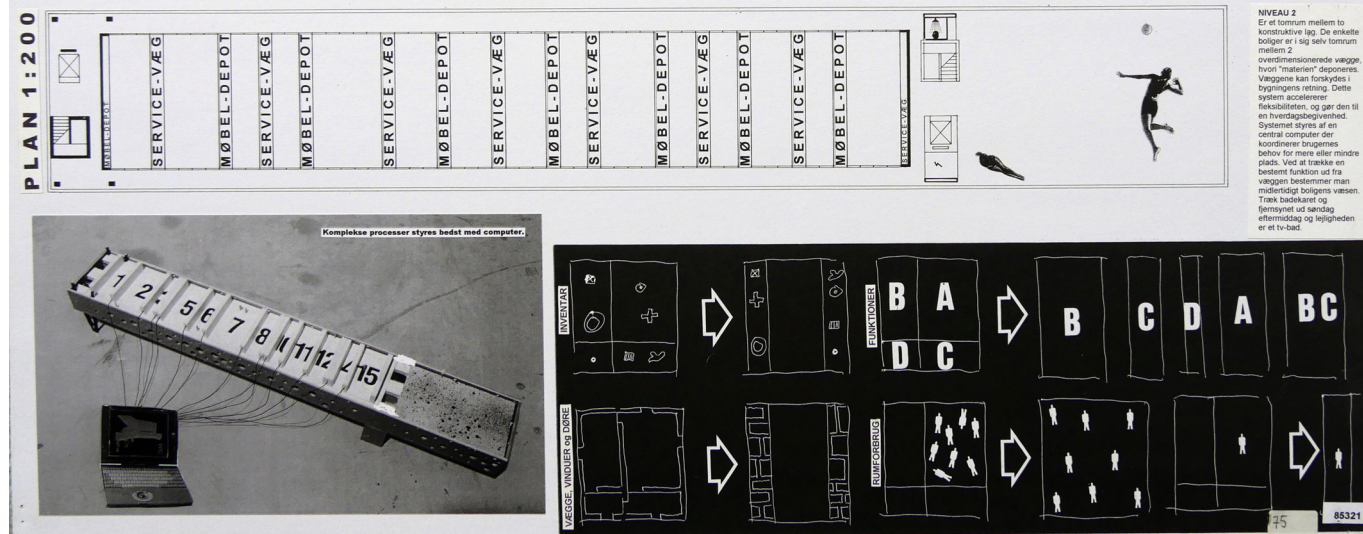 PLAN 1:200
MØBEL-DEPOT
SERVICE-VÆG
MØBEL-DEPOT
SERVICE-VÆG
MØBEL-DEPOT
SERVICE-VÆG
MØBEL-DEPOT
SERVICE-VÆG
MØBEL-DEPOT
SERVICE-VÆG
MØBEL-DEPOT
SERVICE-VÆG
MØBEL-DEPOT
SERVICE-VÆG
MØBEL-DEPOT
SERVICE-VÆG
NIVEAU 2
Er et tomrum mellem to
konstruktive lag. De enkelte
boliger er i sig selv tomrum
mellem 2
overdimensionerede vægge,
hvori "materien" deponeres.
Væggene kan forskydes i
bygningens retning. Dette
system accelererer
fleksibiliteten, og gør den til
en hverdagsbegivenhed.
Systemet styres af en
central computer der
koordinerer brugernes
behov for mere eller mindre
plads. Ved at trække en
bestemt funktion ud fra
væggen bestemmer man
midlertidigt boligens væsen.
Træk badekaret og
fjernsynet ud søndag
eftermiddag og lejligheden
er et tv-bad.
Komplekse processer styres bedst med computer.
1
2
5
6
7
8
11
12
15
INVENTAR
FUNKTIONER
B A
D C
B C D A BC
VÆGGE, VINDUER og DØRE
RUMFORBRUG
75
85321